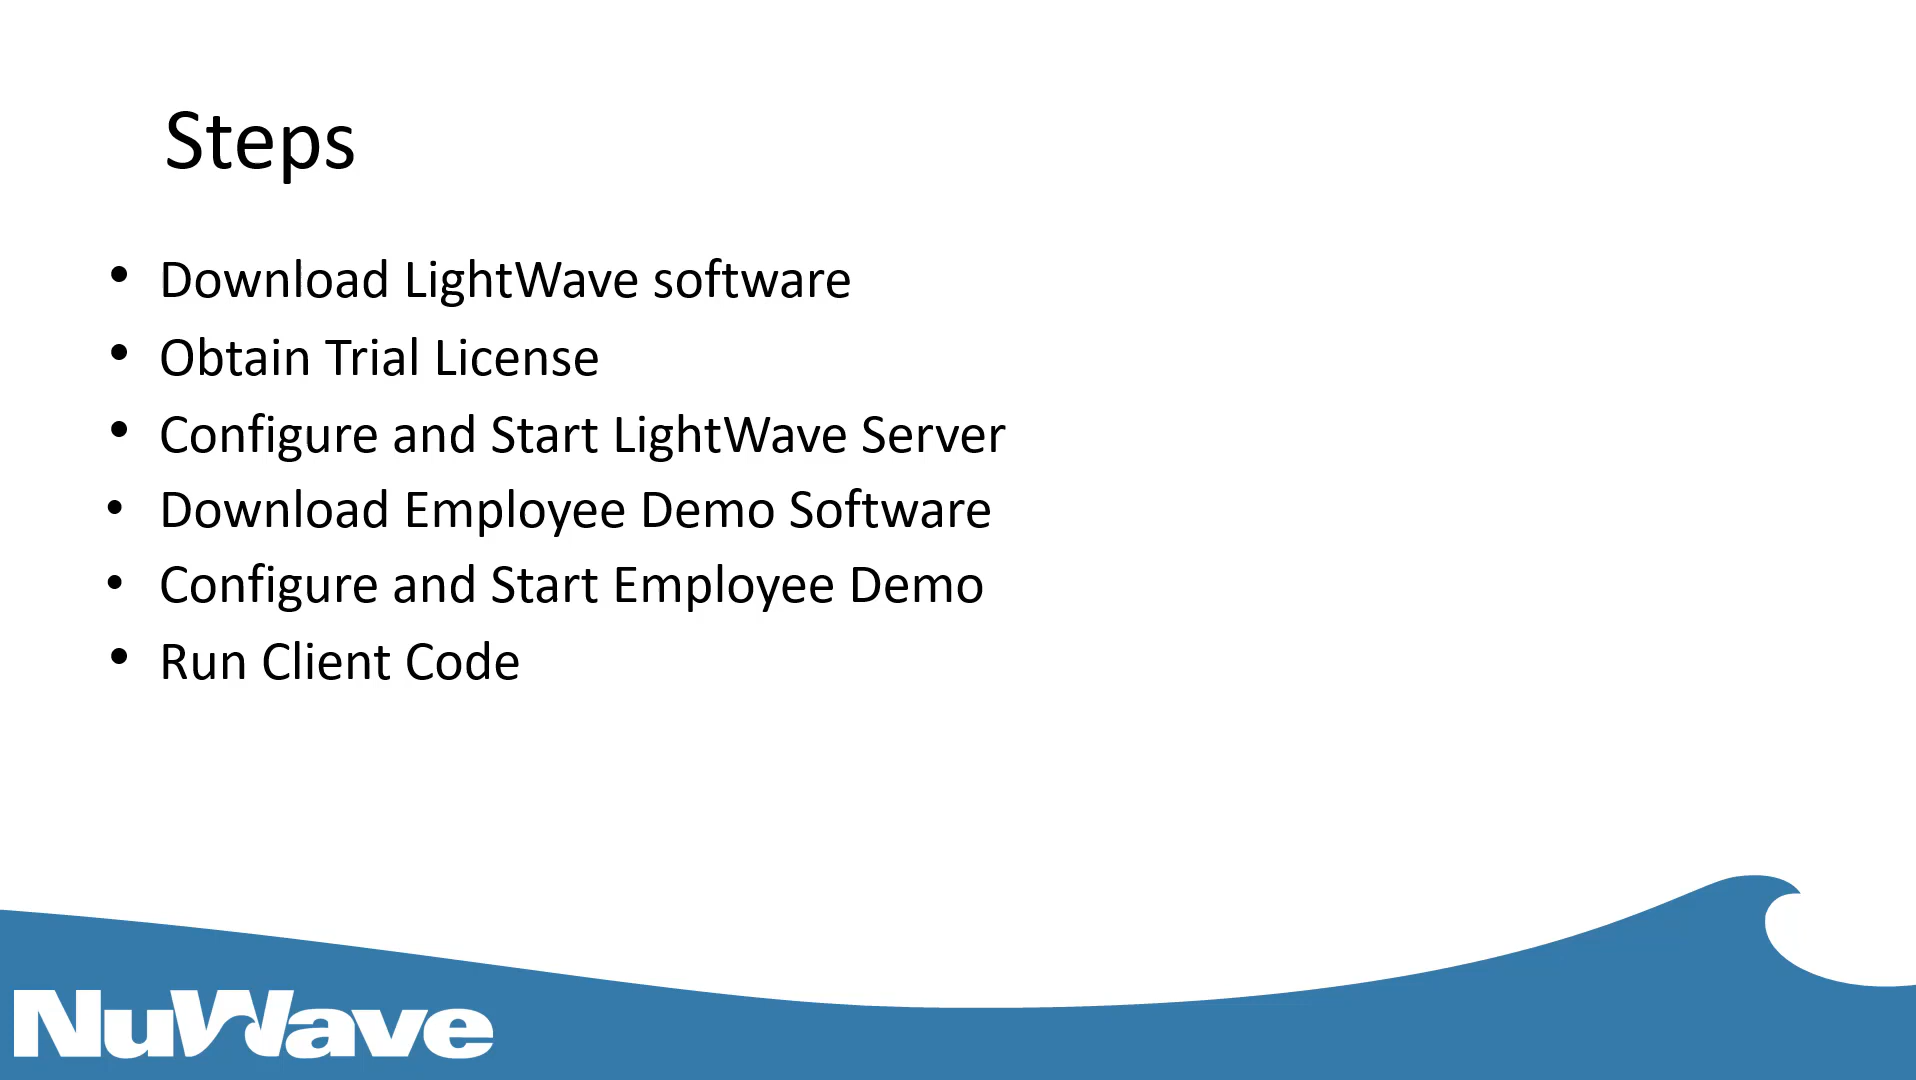 Steps
• Download LightWave software
• Obtain Trial License
• Configure and Start LightWave Server
• Download Employee Demo Software
• Configure and Start Employee Demo
• Run Client Code
NuWave